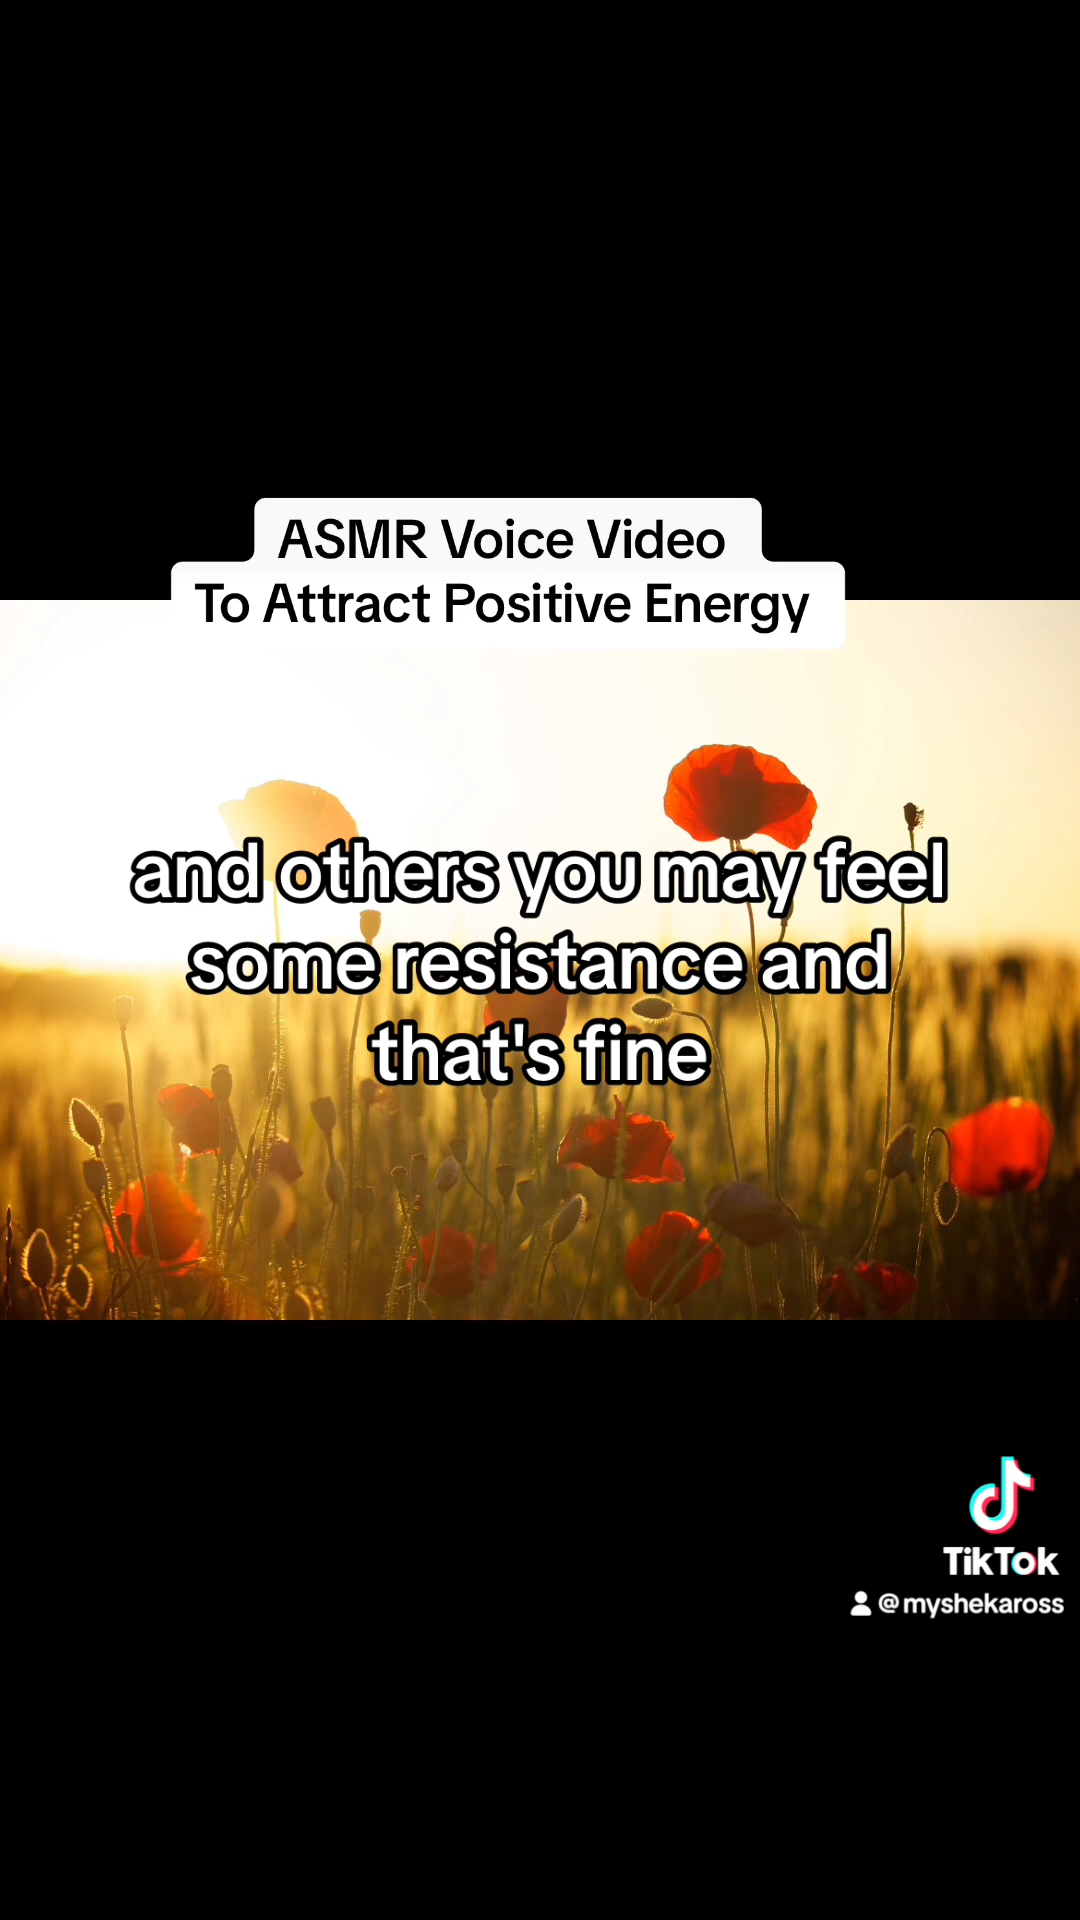 ASMR Voice Video
To Attract Positive Energy
and others you may feel
some resistance and
that's fine
TikTok
@myshekaross